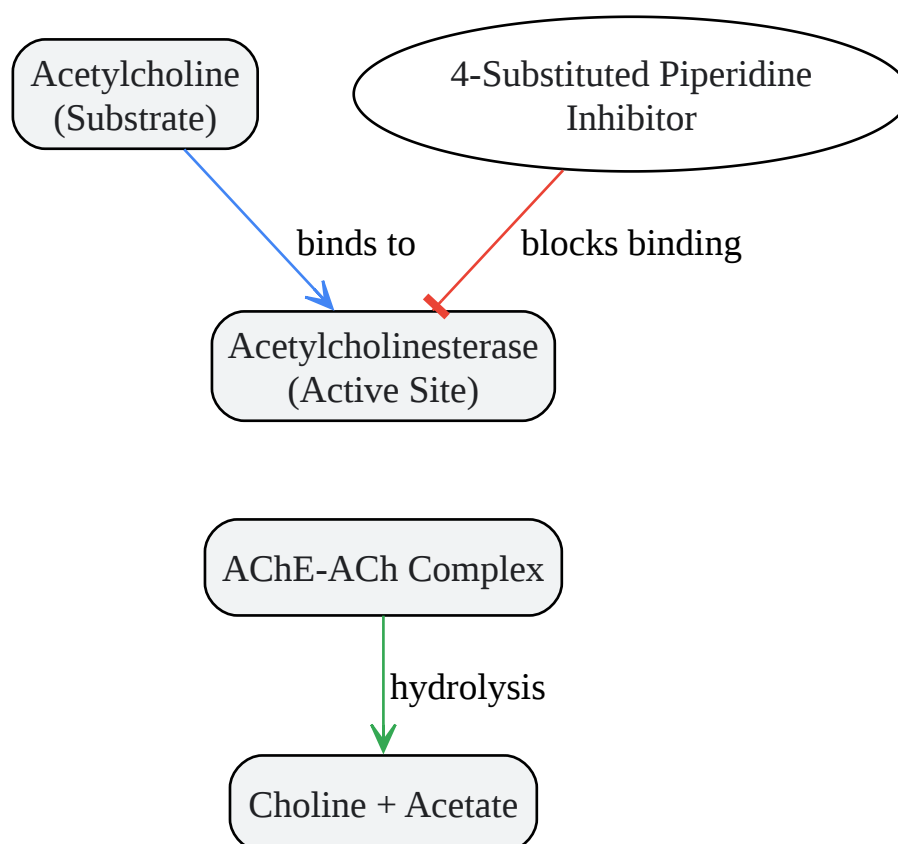 Acetylcholine
(Substrate)
4-Substituted Piperidine
Inhibitor
binds to
blocks binding
Acetylcholinesterase
(Active Site)
AChE-ACh Complex
hydrolysis
Choline + Acetate